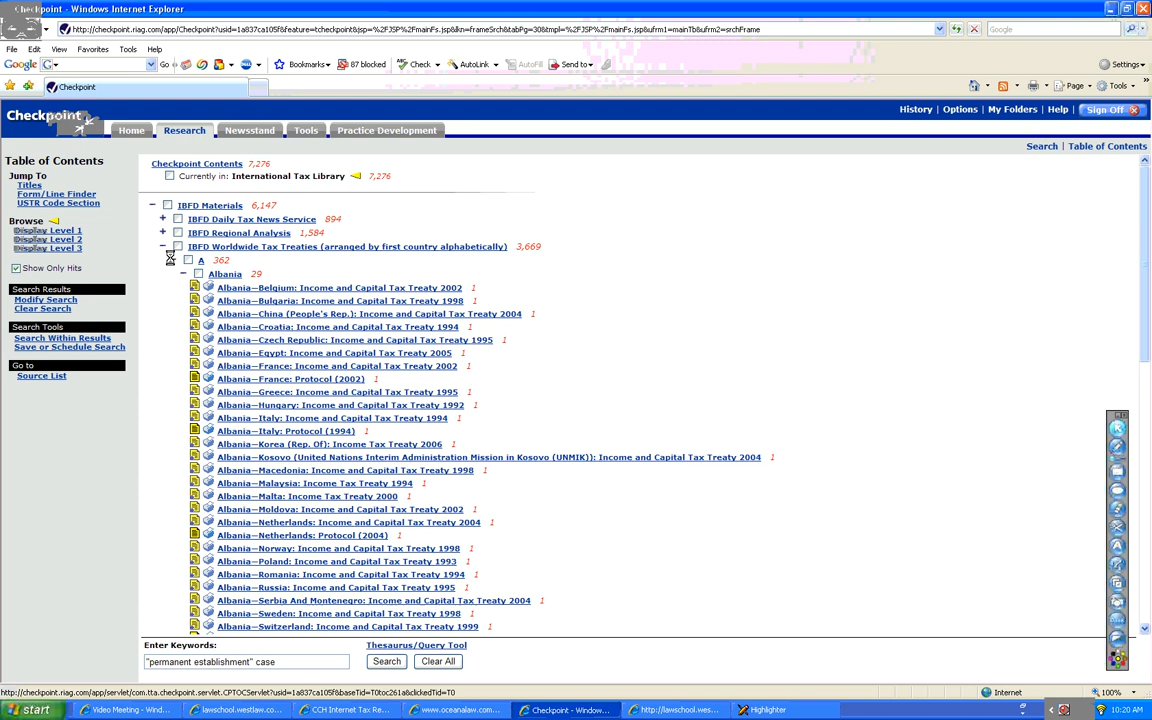 Checkpoint - Windows Internet Explorer
http://checkpoint.riag.com/app/Checkpoint?usid=1a837ca105f&feature=tcheckpoint&jsp=%2FJSP%2FmainFs.jsp&lkn=frameSrch&tabPg=30&tmpl=%2FJSP%2FmainFs.jsp&ufrm1=mainTb&ufrm2=srchFrame
Google
File Edit View Favorites Tools Help
Google G Go Bookmarks 87 blocked Check AutoLink AutoFill Send to Settings
Checkpoint Page Tools
Checkpoint History | Options | My Folders | Help | Sign Off
Home Research Newsstand Tools Practice Development
Search | Table of Contents
Table of Contents
Jump To
Titles
Form/Line Finder
USTR Code Section
Browse
Display Level 1
Display Level 2
Display Level 3
Show Only Hits
Search Results
Modify Search
Clear Search
Search Tools
Search Within Results
Save or Schedule Search
Go to
Source List
Checkpoint Contents 7,276
Currently in: International Tax Library 7,276
IBFD Materials 6,147
IBFD Daily Tax News Service 894
IBFD Regional Analysis 1,584
IBFD Worldwide Tax Treaties (arranged by first country alphabetically) 3,669
A 362
Albania 29
Albania—Belgium: Income and Capital Tax Treaty 2002 1
Albania—Bulgaria: Income and Capital Tax Treaty 1998 1
Albania—China (People's Rep.): Income and Capital Tax Treaty 2004 1
Albania—Croatia: Income and Capital Tax Treaty 1994 1
Albania—Czech Republic: Income and Capital Tax Treaty 1995 1
Albania—Egypt: Income and Capital Tax Treaty 2005 1
Albania—France: Income and Capital Tax Treaty 2002 1
Albania—France: Protocol (2002) 1
Albania—Greece: Income and Capital Tax Treaty 1995 1
Albania—Hungary: Income and Capital Tax Treaty 1992 1
Albania—Italy: Income and Capital Tax Treaty 1994 1
Albania—Italy: Protocol (1994) 1
Albania—Korea (Rep. Of): Income Tax Treaty 2006 1
Albania—Kosovo (United Nations Interim Administration Mission in Kosovo (UNMIK)): Income and Capital Tax Treaty 2004 1
Albania—Macedonia: Income and Capital Tax Treaty 1998 1
Albania—Malaysia: Income Tax Treaty 1994 1
Albania—Malta: Income Tax Treaty 2000 1
Albania—Moldova: Income and Capital Tax Treaty 2002 1
Albania—Netherlands: Income and Capital Tax Treaty 2004 1
Albania—Netherlands: Protocol (2004) 1
Albania—Norway: Income and Capital Tax Treaty 1998 1
Albania—Poland: Income and Capital Tax Treaty 1993 1
Albania—Romania: Income and Capital Tax Treaty 1994 1
Albania—Russia: Income and Capital Tax Treaty 1995 1
Albania—Serbia And Montenegro: Income and Capital Tax Treaty 2004 1
Albania—Sweden: Income and Capital Tax Treaty 1998 1
Albania—Switzerland: Income and Capital Tax Treaty 1999 1
Enter Keywords: Thesaurus/Query Tool
"permanent establishment" case Search Clear All
http://checkpoint.riag.com/app/servlet/com.tta.checkpoint.servlet.CPTOCServlet?usid=1a837ca105f&baseTid=T0toc261a&clickedTid=T0 Internet 100%
start Video Meeting - Wind... lawschool.westlaw.co... CCH Internet Tax Re... www.oceanalaw.com... Checkpoint - Window... http://lawschool.wes... Highlighter 10:20 AM